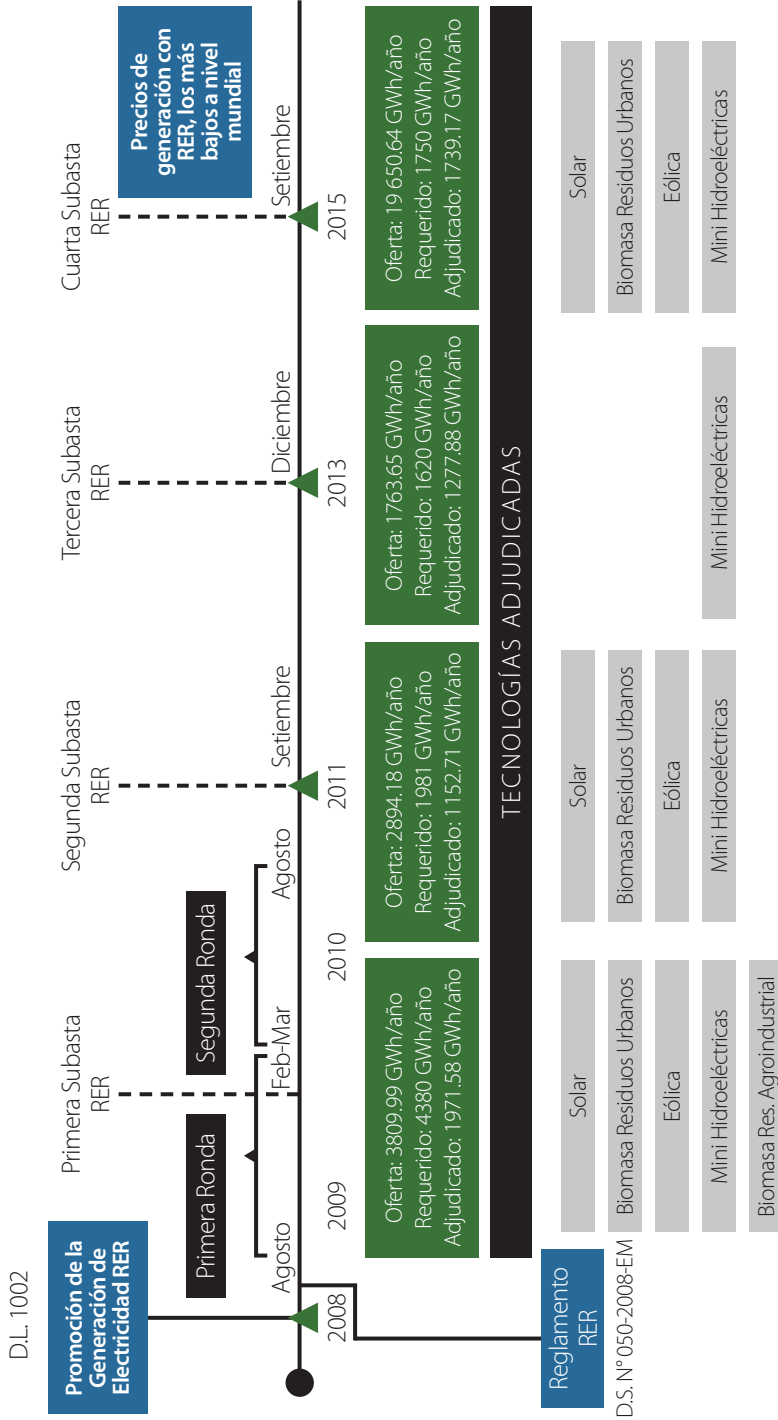 D.L. 1002
Promoción de la
Generación de
Electricidad RER
Primera Subasta
RER
Segunda Subasta
RER
Tercera Subasta
RER
Cuarta Subasta
RER
Precios de
generación con
RER, los más
bajos a nivel
mundial
Primera Ronda
Segunda Ronda
Agosto
Feb-Mar
Agosto
Setiembre
Diciembre
Setiembre
2008
2009
2010
2011
2013
2015
Oferta: 3809.99 GWh/año
Requerido: 4380 GWh/año
Adjudicado: 1971.58 GWh/año
Oferta: 2894.18 GWh/año
Requerido: 1981 GWh/año
Adjudicado: 1152.71 GWh/año
Oferta: 1763.65 GWh/año
Requerido: 1620 GWh/año
Adjudicado: 1277.88 GWh/año
Oferta: 19 650.64 GWh/año
Requerido: 1750 GWh/año
Adjudicado: 1739.17 GWh/año
TECNOLOGÍAS ADJUDICADAS
Reglamento
RER
D.S. N° 050-2008-EM
Solar
Biomasa Residuos Urbanos
Eólica
Mini Hidroeléctricas
Biomasa Res. Agroindustrial
Solar
Biomasa Residuos Urbanos
Eólica
Mini Hidroeléctricas
Mini Hidroeléctricas
Solar
Biomasa Residuos Urbanos
Eólica
Mini Hidroeléctricas